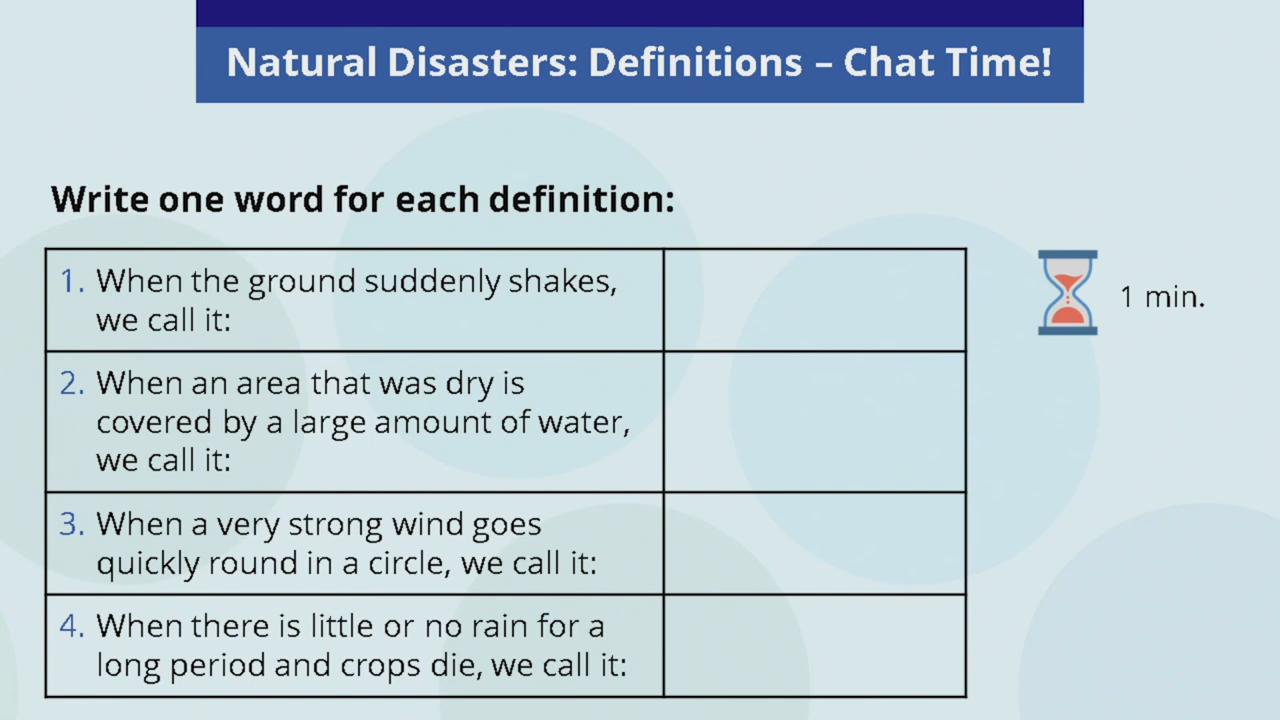 Natural Disasters: Definitions – Chat Time!
Write one word for each definition:
1. When the ground suddenly shakes,
we call it:
1 min.
2. When an area that was dry is
covered by a large amount of water,
we call it:
3. When a very strong wind goes
quickly round in a circle, we call it:
4. When there is little or no rain for a
long period and crops die, we call it: